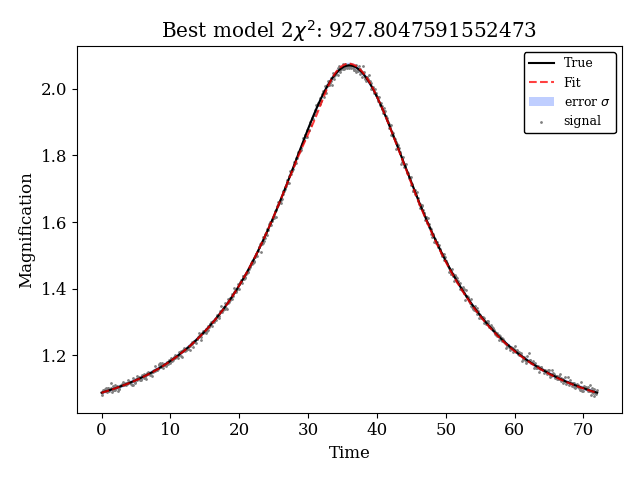 Best model 2χ²: 927.8047591552473
True
Fit
error σ
signal
Magnification
2.0
1.8
1.6
1.4
1.2
0 10 20 30 40 50 60 70
Time